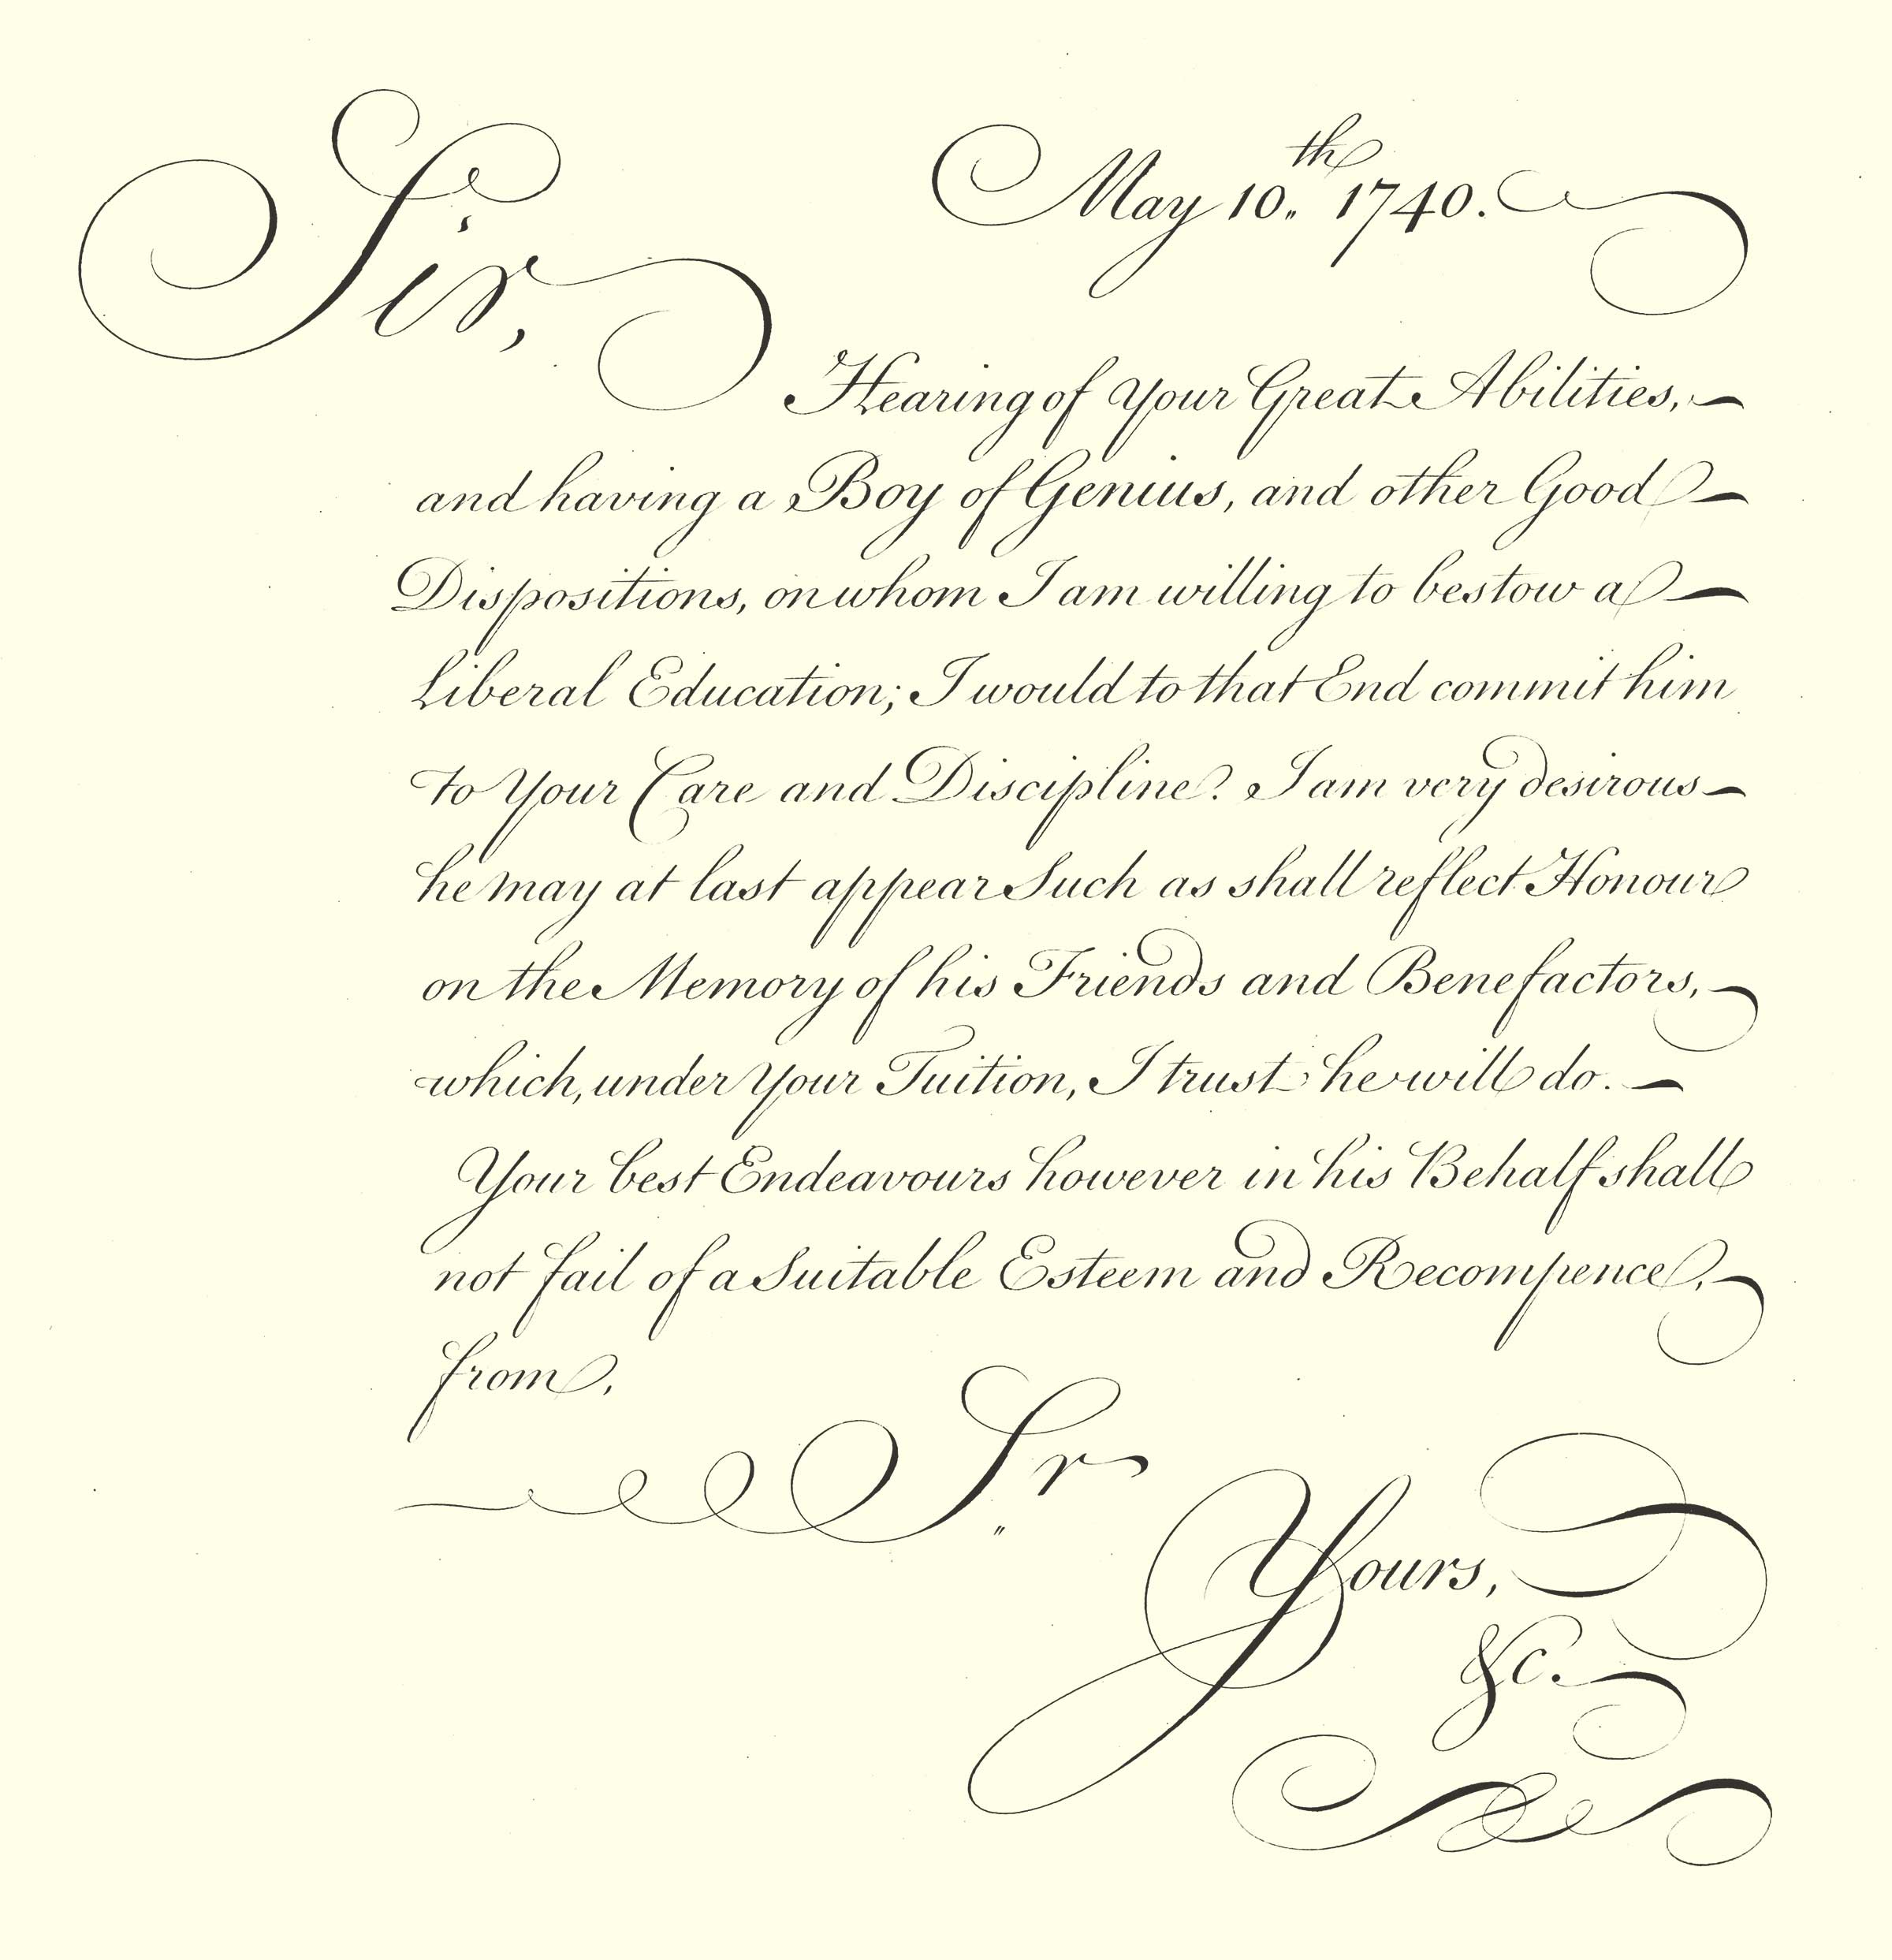 May 10.th 1740.
Sir,
Hearing of Your Great Abilities,
and having a Boy of Genius, and other Good
Dispositions, on whom I am willing to bestow a
Liberal Education; I would to that End commit him
to Your Care and Discipline. I am very desirous
he may at last appear Such as shall reflect Honour
on the Memory of his Friends and Benefactors,
which, under Your Tuition, I trust he will do.
Your best Endeavours however in his Behalf shall
not fail of a Suitable Esteem and Recompence,
from,
Sr
Yours,
&c.